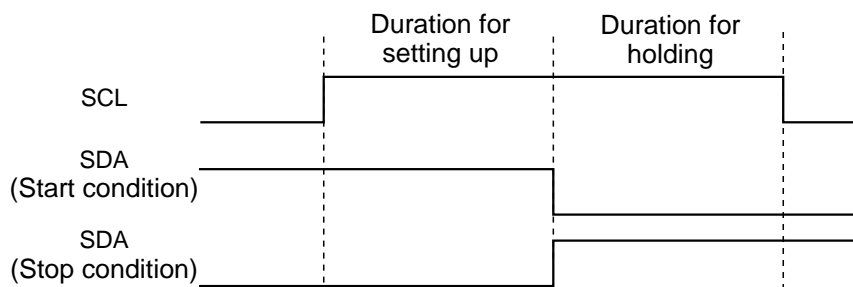 Duration for
setting up
Duration for
holding
SCL
SDA
(Start condition)
SDA
(Stop condition)